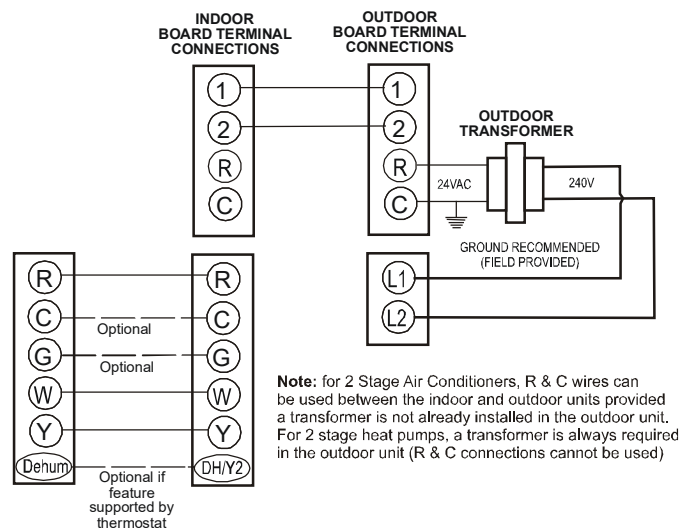 INDOOR
BOARD TERMINAL
CONNECTIONS
OUTDOOR
BOARD TERMINAL
CONNECTIONS
1
2
R
C
1
2
R
C
OUTDOOR
TRANSFORMER
24VAC
240V
GROUND RECOMMENDED
(FIELD PROVIDED)
L1
L2
R
C
G
W
Y
Dehum
Optional
Optional
Optional if
feature
supported by
thermostat
R
C
G
W
Y
DH/Y2
Note: for 2 Stage Air Conditioners, R & C wires can
be used between the indoor and outdoor units provided
a transformer is not already installed in the outdoor unit.
For 2 stage heat pumps, a transformer is always required
in the outdoor unit (R & C connections cannot be used)